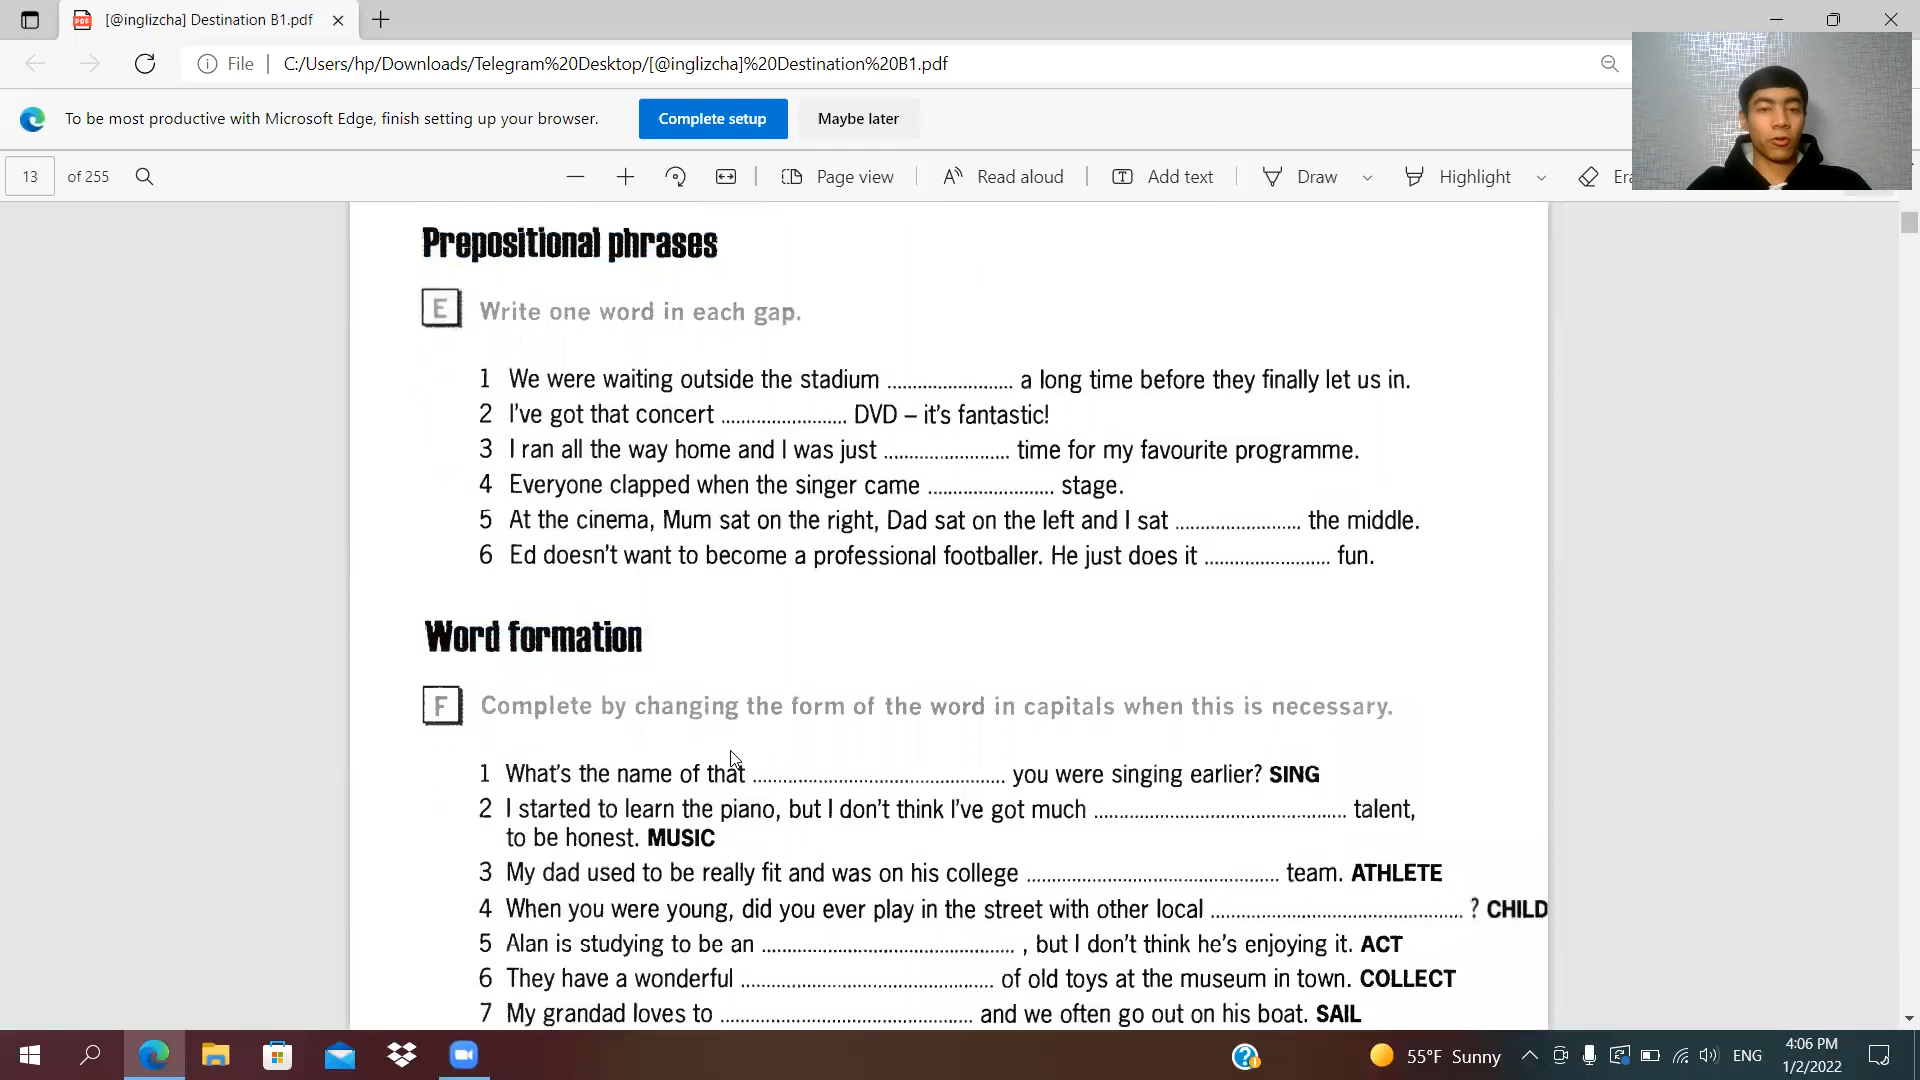 [@inglizcha] Destination B1.pdf
File C:/Users/hp/Downloads/Telegram%20Desktop/[@inglizcha]%20Destination%20B1.pdf
To be most productive with Microsoft Edge, finish setting up your browser. Complete setup Maybe later
13 of 255 Page view Read aloud Add text Draw Highlight
Prepositional phrases
E Write one word in each gap.
1 We were waiting outside the stadium ........................ a long time before they finally let us in.
2 I've got that concert ........................ DVD – it's fantastic!
3 I ran all the way home and I was just ........................ time for my favourite programme.
4 Everyone clapped when the singer came ........................ stage.
5 At the cinema, Mum sat on the right, Dad sat on the left and I sat ........................ the middle.
6 Ed doesn't want to become a professional footballer. He just does it ........................ fun.
Word formation
F Complete by changing the form of the word in capitals when this is necessary.
1 What's the name of that ................................................ you were singing earlier? SING
2 I started to learn the piano, but I don't think I've got much ................................................ talent,
to be honest. MUSIC
3 My dad used to be really fit and was on his college ................................................ team. ATHLETE
4 When you were young, did you ever play in the street with other local ................................................ ? CHILD
5 Alan is studying to be an ................................................ , but I don't think he's enjoying it. ACT
6 They have a wonderful ................................................ of old toys at the museum in town. COLLECT
7 My grandad loves to ................................................ and we often go out on his boat. SAIL
55°F Sunny ENG 4:06 PM
1/2/2022